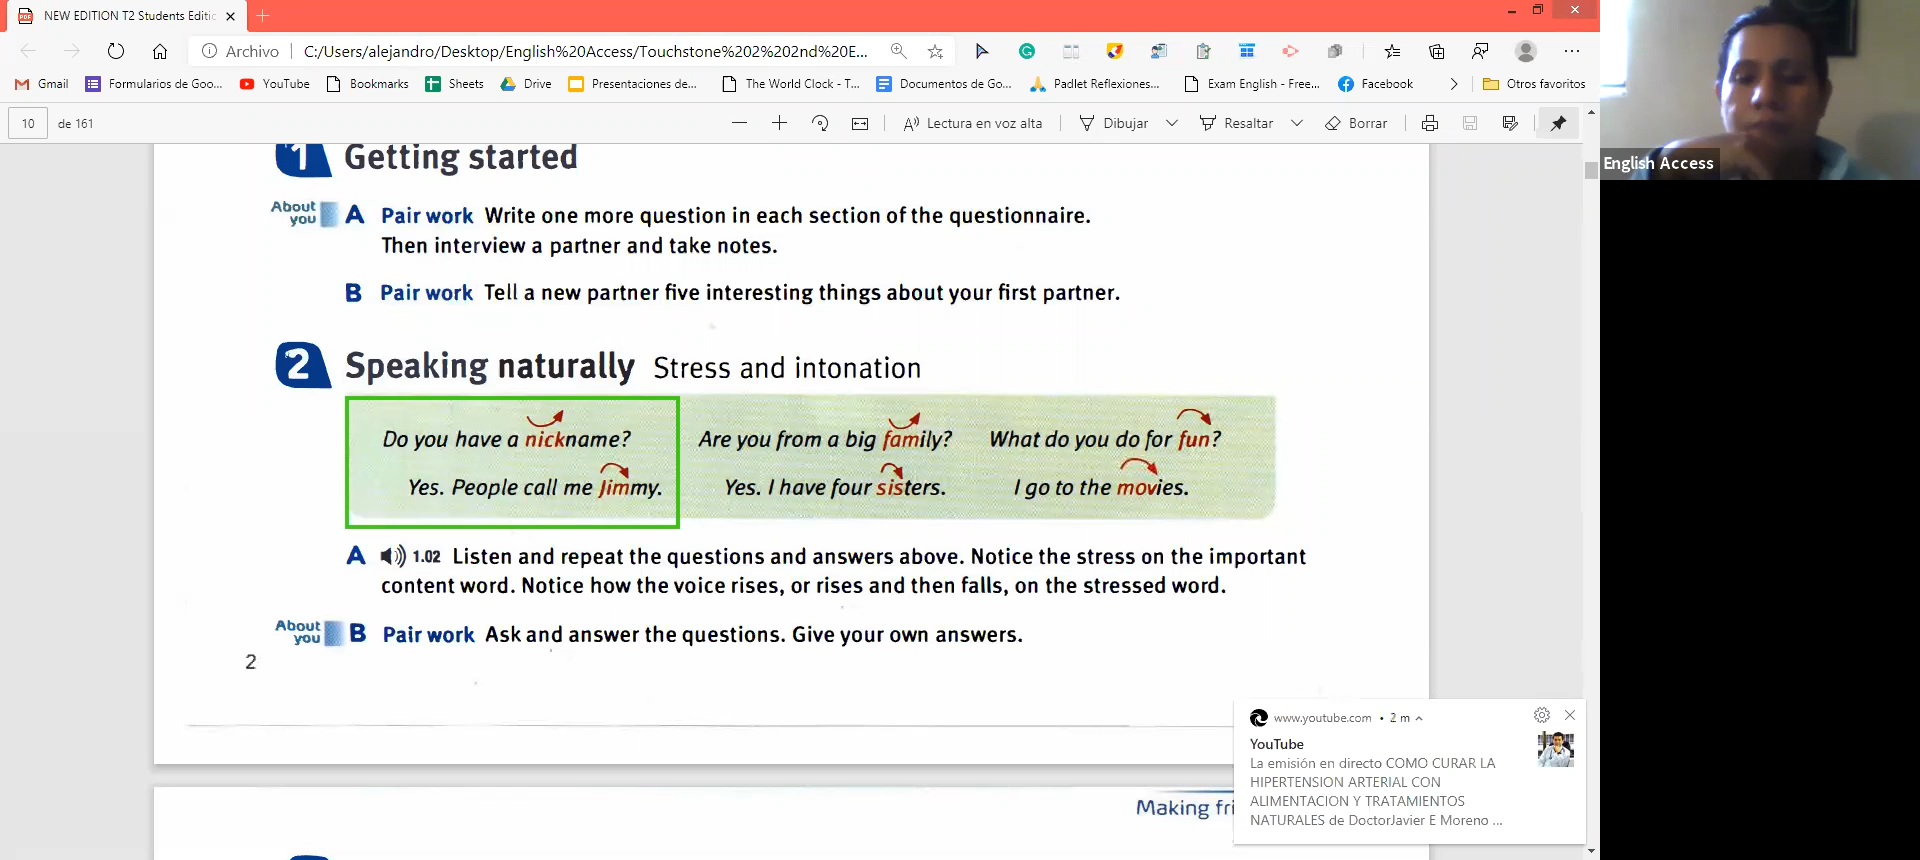 NEW EDITION T2 Students Editic
Archivo
C:/Users/alejandro/Desktop/English%20Access/Touchstone%202%202nd%20E...
Gmail
Formularios de Goo...
YouTube
Bookmarks
Sheets
Drive
Presentaciones de...
The World Clock - T...
Documentos de Go...
Padlet Reflexiones...
Exam English - Free...
Facebook
Otros favoritos
10 de 161
Lectura en voz alta
Dibujar
Resaltar
Borrar
English Access
1 Getting started
About you A Pair work Write one more question in each section of the questionnaire.
Then interview a partner and take notes.
B Pair work Tell a new partner five interesting things about your first partner.
2 Speaking naturally Stress and intonation
Do you have a nickname?
Yes. People call me Jimmy.
Are you from a big family?
Yes. I have four sisters.
What do you do for fun?
I go to the movies.
A 1.02 Listen and repeat the questions and answers above. Notice the stress on the important
content word. Notice how the voice rises, or rises and then falls, on the stressed word.
About you B Pair work Ask and answer the questions. Give your own answers.
2
Making fri
www.youtube.com • 2 m
YouTube
La emisión en directo COMO CURAR LA
HIPERTENSION ARTERIAL CON
ALIMENTACION Y TRATAMIENTOS
NATURALES de DoctorJavier E Moreno ...